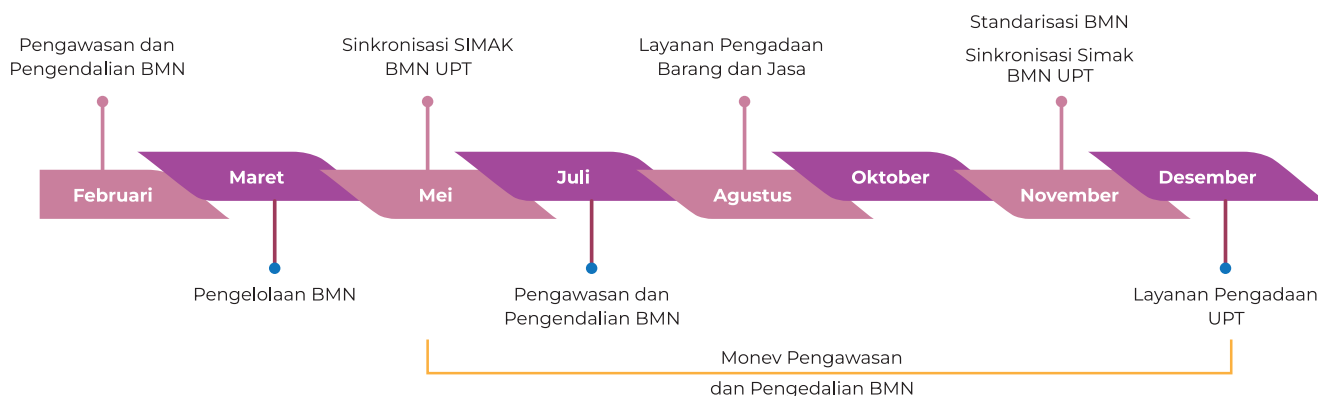 Pengawasan dan
Pengendalian BMN
Sinkronisasi SIMAK
BMN UPT
Layanan Pengadaan
Barang dan Jasa
Standarisasi BMN
Sinkronisasi Simak
BMN UPT
Februari
Maret
Mei
Juli
Agustus
Oktober
November
Desember
Pengelolaan BMN
Pengawasan dan
Pengendalian BMN
Layanan Pengadaan
UPT
Monev Pengawasan
dan Pengedalian BMN